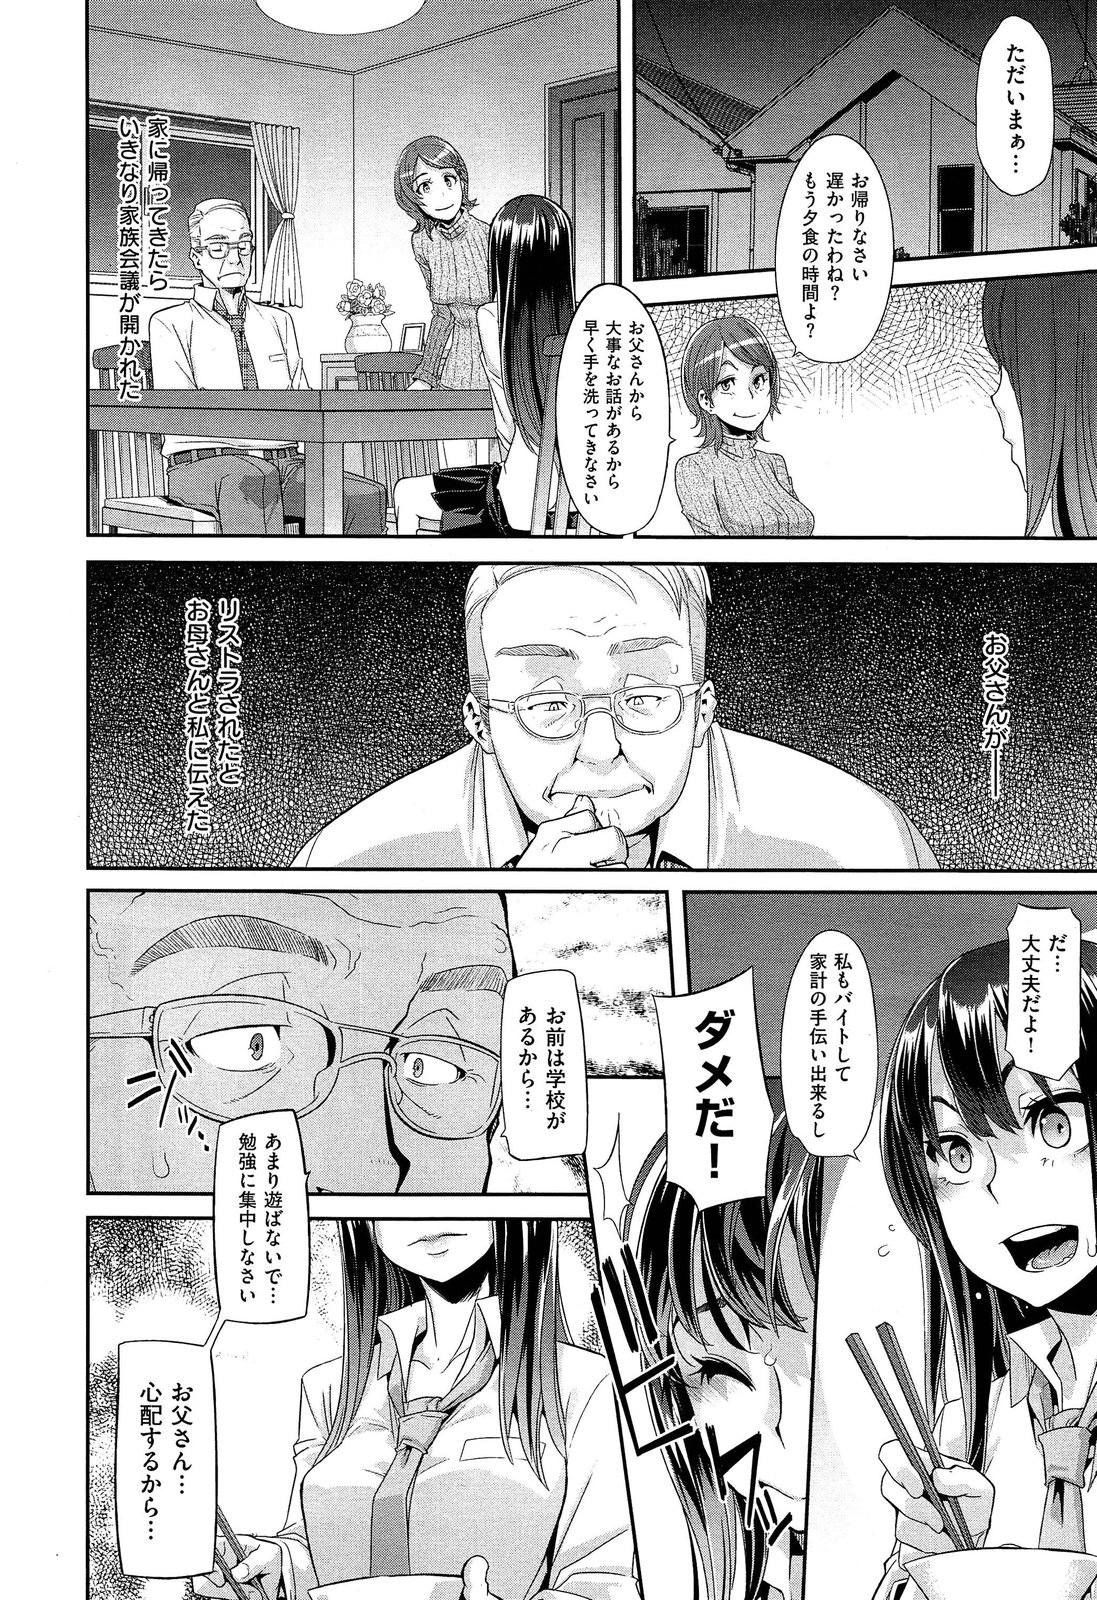 ただいまぁ…
お帰りなさい
遅かったわね?
もう夕食の時間よ?
お父さんから
大事なお話があるから
早く手を洗ってきなさい
家に帰ってきたら
いきなり家族会議が開かれた
お父さんが――
リストラされたと
お母さんと私に伝えた
だ…
大丈夫だよ!
私もバイトして
家計の手伝い出来るし
ダメだ!
ビクッ
お前は学校が
あるから…
あまり遊ばないで…
勉強に集中しなさい
お父さん…
心配するから…